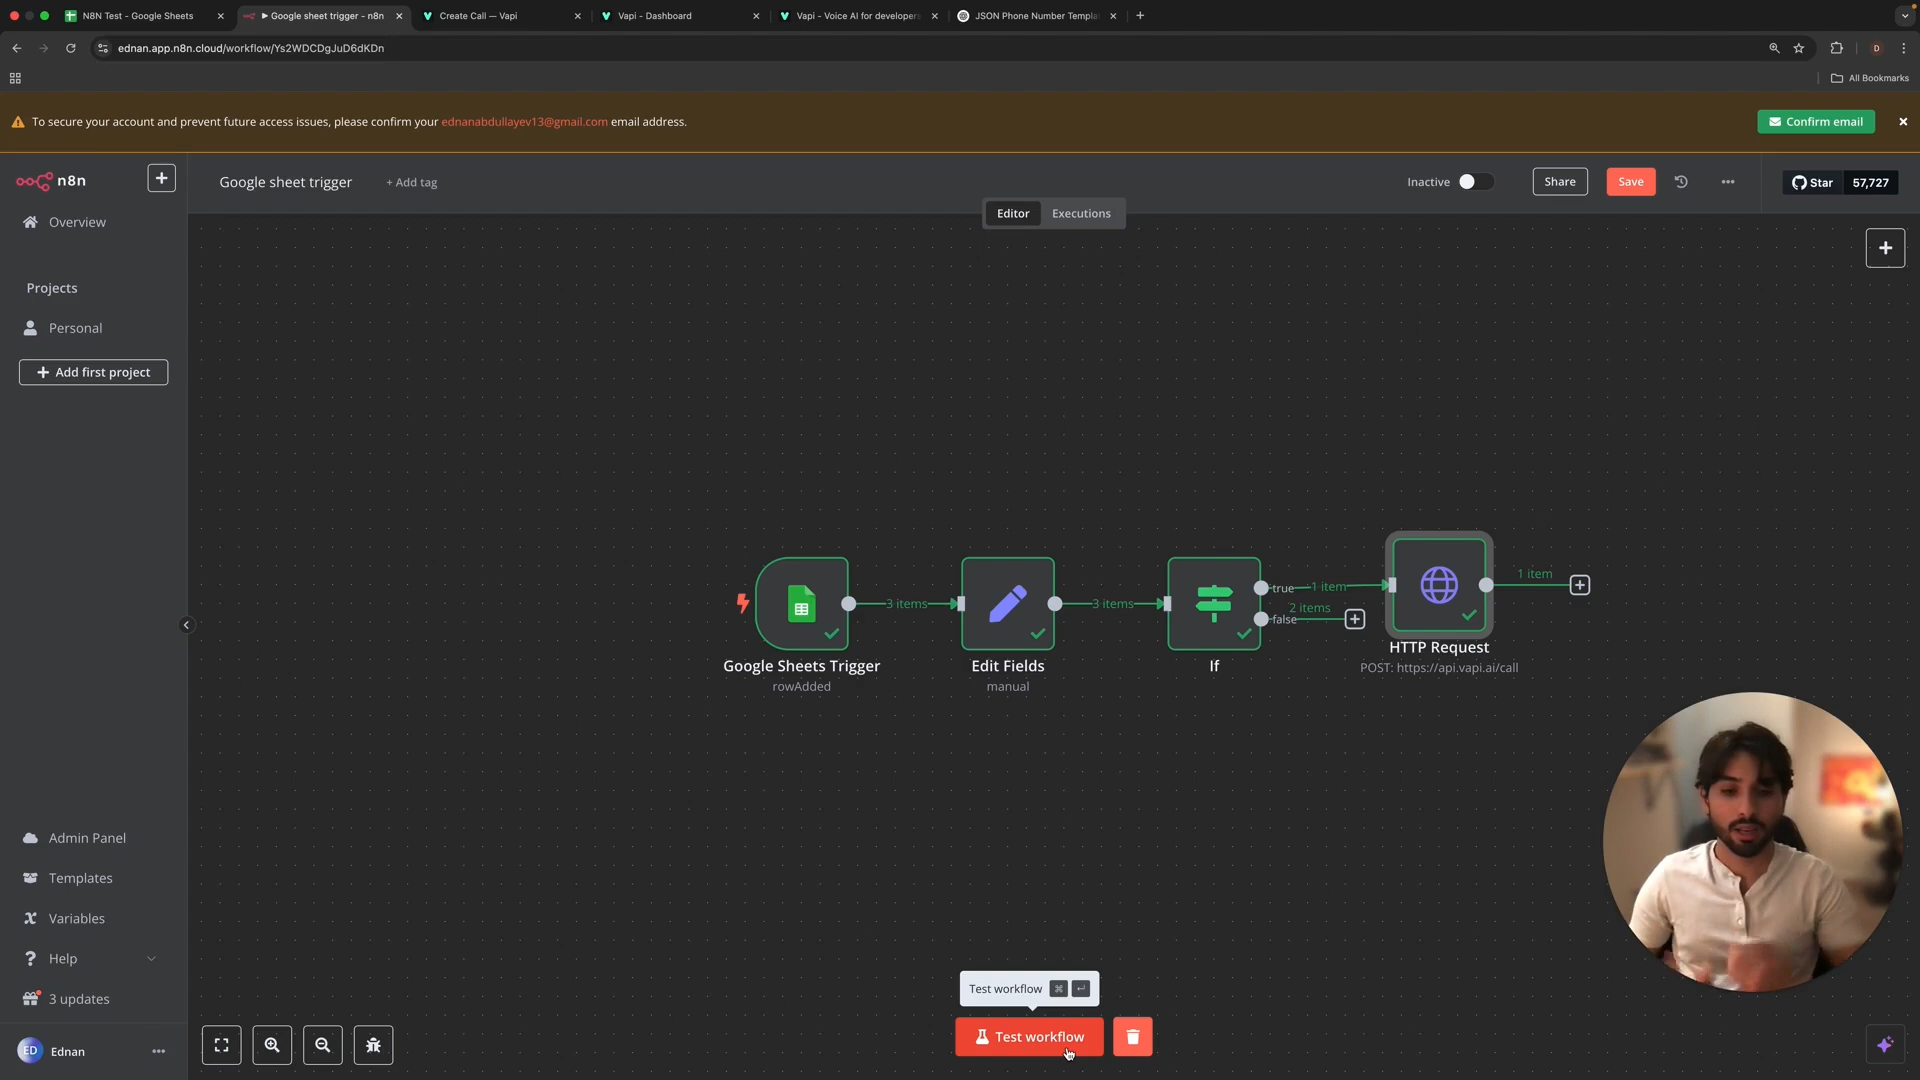 N8N Test - Google Sheets
Google sheet trigger - n8n
Create Call — Vapi
Vapi - Dashboard
Vapi - Voice AI for developers
JSON Phone Number Templa
ednan.app.n8n.cloud/workflow/Ys2WDCDgJuD6dKDn
D
All Bookmarks
To secure your account and prevent future access issues, please confirm your ednanabdullayev13@gmail.com email address.
Confirm email
n8n
Google sheet trigger
+ Add tag
Inactive
Share
Save
Star
57,727
Editor
Executions
Overview
Projects
Personal
Add first project
3 items
3 items
true
1 item
2 items
false
1 item
Google Sheets Trigger
rowAdded
Edit Fields
manual
If
HTTP Request
POST: https://api.vapi.ai/call
Admin Panel
Templates
Variables
Help
3 updates
ED
Ednan
Test workflow ⌘ ↵
Test workflow